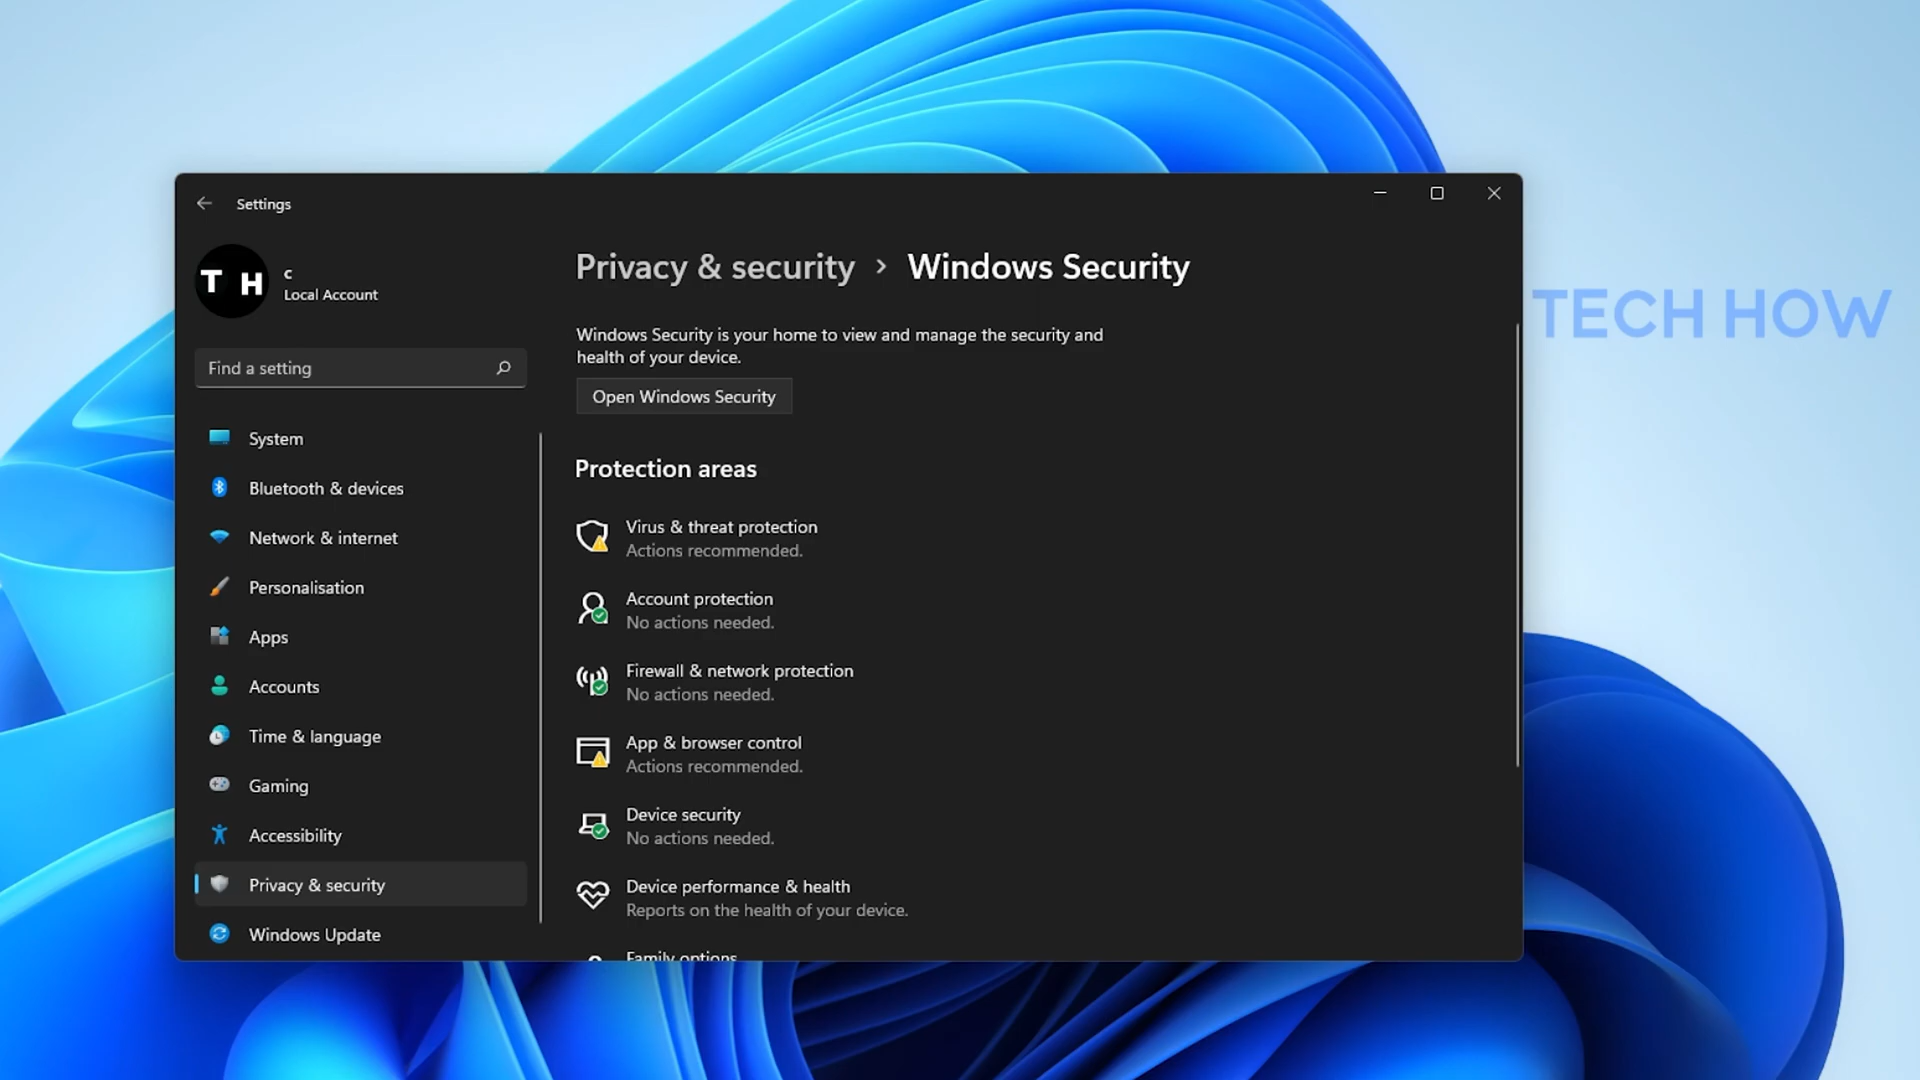 Settings
T H
c
Local Account
Find a setting
System
Bluetooth & devices
Network & internet
Personalisation
Apps
Accounts
Time & language
Gaming
Accessibility
Privacy & security
Windows Update
Privacy & security > Windows Security
Windows Security is your home to view and manage the security and
health of your device.
Open Windows Security
Protection areas
Virus & threat protection
Actions recommended.
Account protection
No actions needed.
Firewall & network protection
No actions needed.
App & browser control
Actions recommended.
Device security
No actions needed.
Device performance & health
Reports on the health of your device.
Family options
TECH HOW